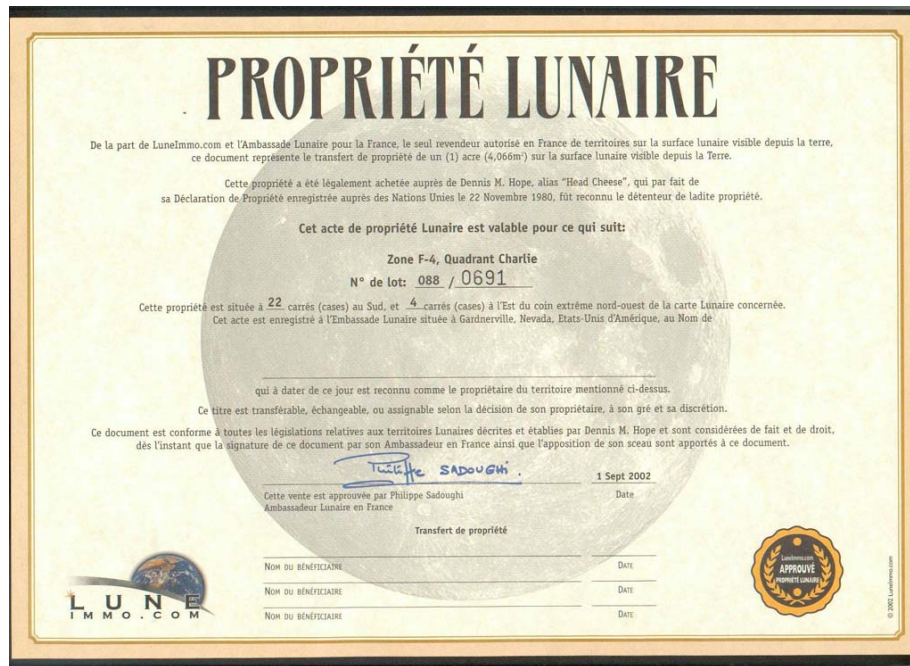 PROPRIÉTÉ LUNAIRE
De la part de LuneImmo.com et l'Ambassade Lunaire pour la France, le seul revendeur autorisé en France de territoires sur la surface lunaire visible depuis la terre,
ce document représente le transfert de propriété de un (1) acre (4,066m²) sur la surface lunaire visible depuis la Terre.
Cette propriété a été légalement achetée auprès de Dennis M. Hope, alias "Head Cheese", qui par fait de
sa Déclaration de Propriété enregistrée auprès des Nations Unies le 22 Novembre 1980, fût reconnu le détenteur de ladite propriété.
Cet acte de propriété Lunaire est valable pour ce qui suit:
Zone F-4, Quadrant Charlie
N° de lot: 088 / 0691
Cette propriété est située à 22 carrés (cases) au Sud, et 4 carrés (cases) à l'Est du coin extrême nord-ouest de la carte Lunaire concernée.
Cet acte est enregistré à l'Embassade Lunaire située à Gardnerville, Nevada, Etats-Unis d'Amérique, au Nom de
qui à dater de ce jour est reconnu comme le propriétaire du territoire mentionné ci-dessus.
Ce titre est transférable, échangeable, ou assignable selon la décision de son propriétaire, à son gré et sa discrétion.
Ce document est conforme à toutes les législations relatives aux territoires Lunaires décrites et établies par Dennis M. Hope et sont considérées de fait et de droit,
dès l'instant que la signature de ce document par son Ambassadeur en France ainsi que l'apposition de son sceau sont apportés à ce document.
Philippe SADOUGHI.
1 Sept 2002
Cette vente est approuvée par Philippe Sadoughi
Date
Ambassadeur Lunaire en France
Transfert de propriété
NOM DU BÉNÉFICIAIRE
DATE
NOM DU BÉNÉFICIAIRE
DATE
NOM DU BÉNÉFICIAIRE
DATE
LUNE
IMMO.COM
LuneImmo.com
APPROUVÉ
PROPRIÉTÉ LUNAIRE
© 2002 LuneImmo.com